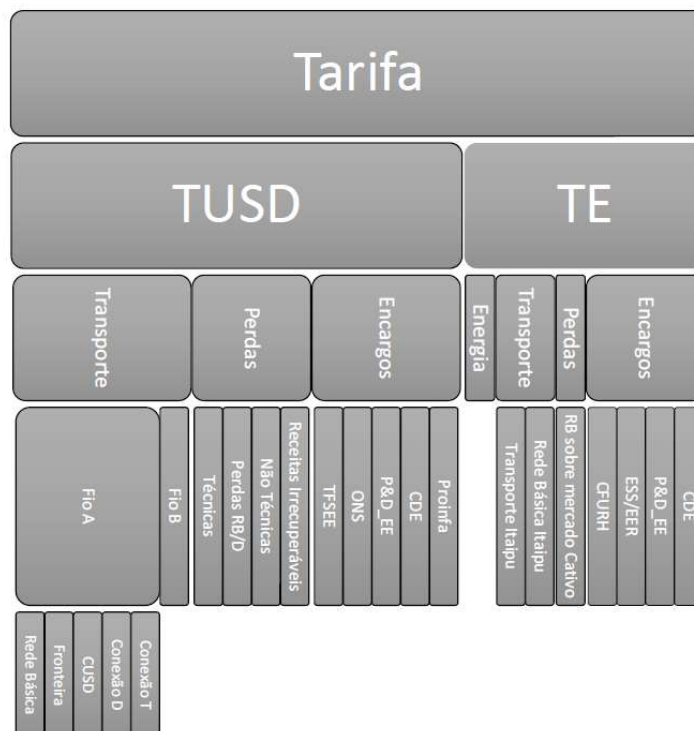 Tarifa
TUSD
TE
Transporte
Perdas
Encargos
Energia
Transporte
Perdas
Encargos
Fio A
Fio B
Técnicas
Perdas RB/D
Não Técnicas
Receitas Irrecuperáveis
TFSEE
ONS
P&D_EE
CDE
Proinfa
Transporte Itaipu
Rede Básica Itaipu
RB sobre mercado Cativo
CFURH
ESS/EER
P&D_EE
CDE
Rede Básica
Fronteira
CUSD
Conexão D
Conexão T